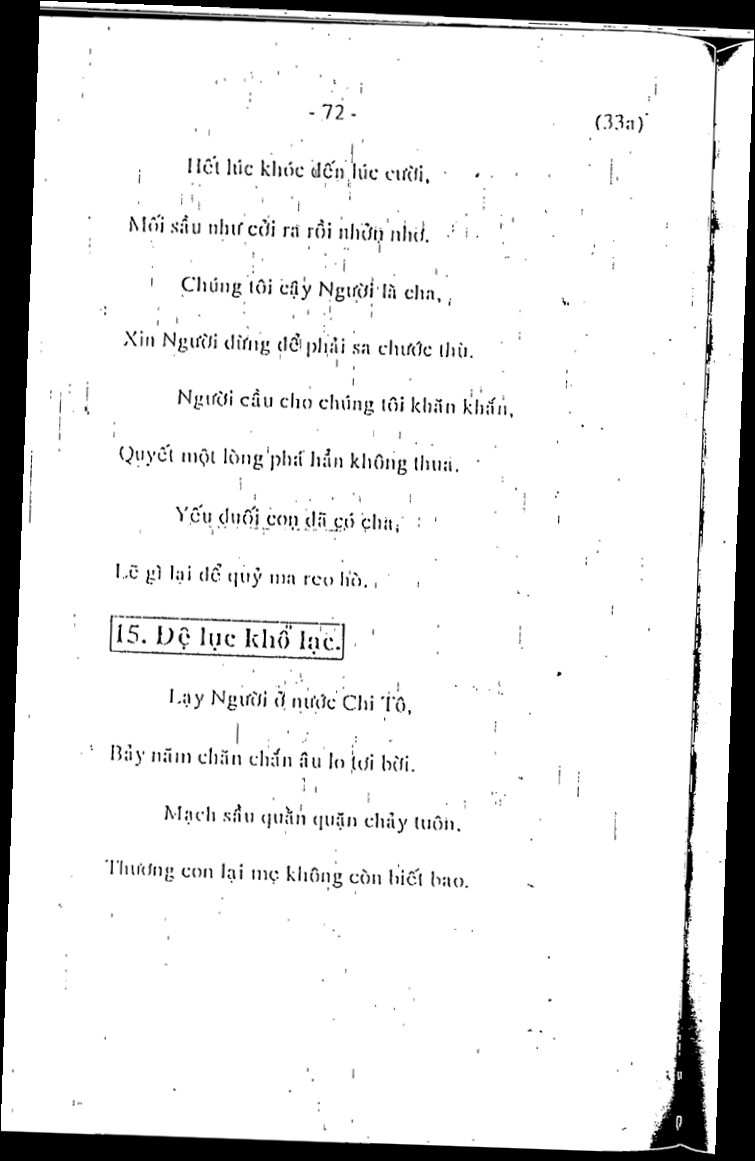 - 72 -
(33a)
Hết lúc khóc đến lúc cười,
Mối sầu như cởi ra rồi nhởn nhơ.
Chúng tôi cậy Người là cha,
Xin Người đừng để phải sa chước thù.
Người cầu cho chúng tôi khăn khắn,
Quyết một lòng phá hẳn không thua.
Yếu đuối con đã có cha,
Lẽ gì lại để quỷ ma reo hò.
15. Đệ lục khổ lạc.
Lạy Người ở nước Chi Tô,
Bảy năm chăn chắn âu lo tơi bời.
Mạch sầu quằn quặn chảy tuôn,
Thương con lại mẹ không còn biết bao.